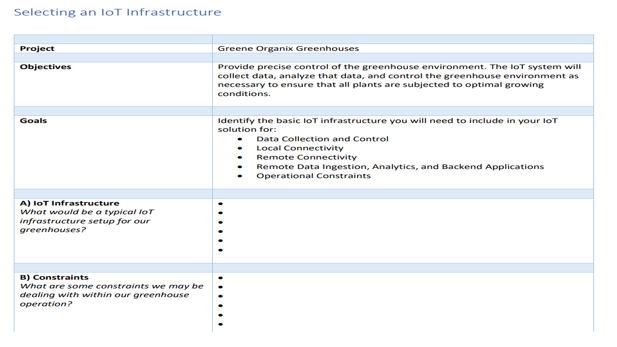 Selecting an IoT Infrastructure
Project
Greene Organix Greenhouses
Objectives
Provide precise control of the greenhouse environment. The IoT system will
collect data, analyze that data, and control the greenhouse environment as
necessary to ensure that all plants are subjected to optimal growing
conditions.
Goals
Identify the basic IoT infrastructure you will need to include in your IoT
solution for:
• Data Collection and Control
• Local Connectivity
• Remote Connectivity
• Remote Data Ingestion, Analytics, and Backend Applications
• Operational Constraints
A) IoT Infrastructure
What would be a typical IoT
infrastructure setup for our
greenhouses?
B) Constraints
What are some constraints we may be
dealing with within our greenhouse
operation?